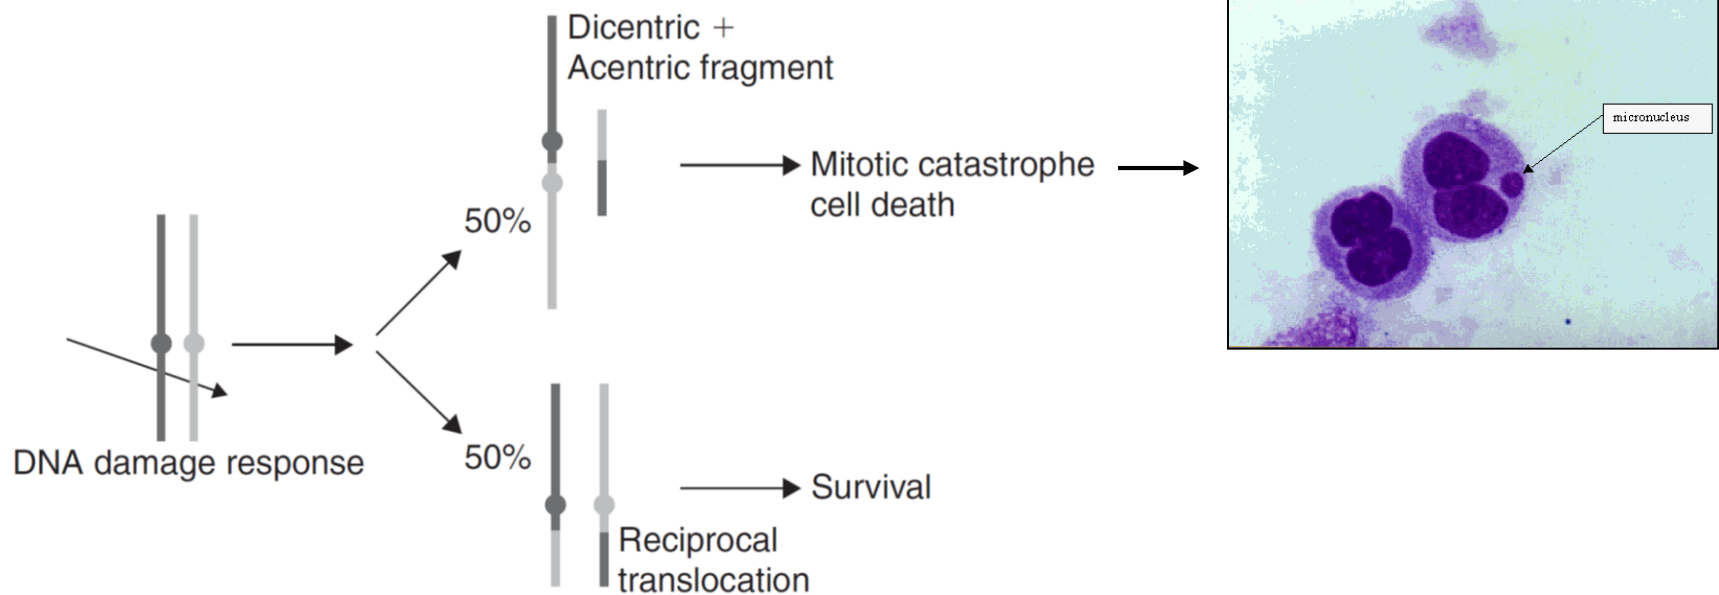 Dicentric +
Acentric fragment
micronucleus
50%
Mitotic catastrophe
cell death
DNA damage response
50%
Survival
Reciprocal
translocation